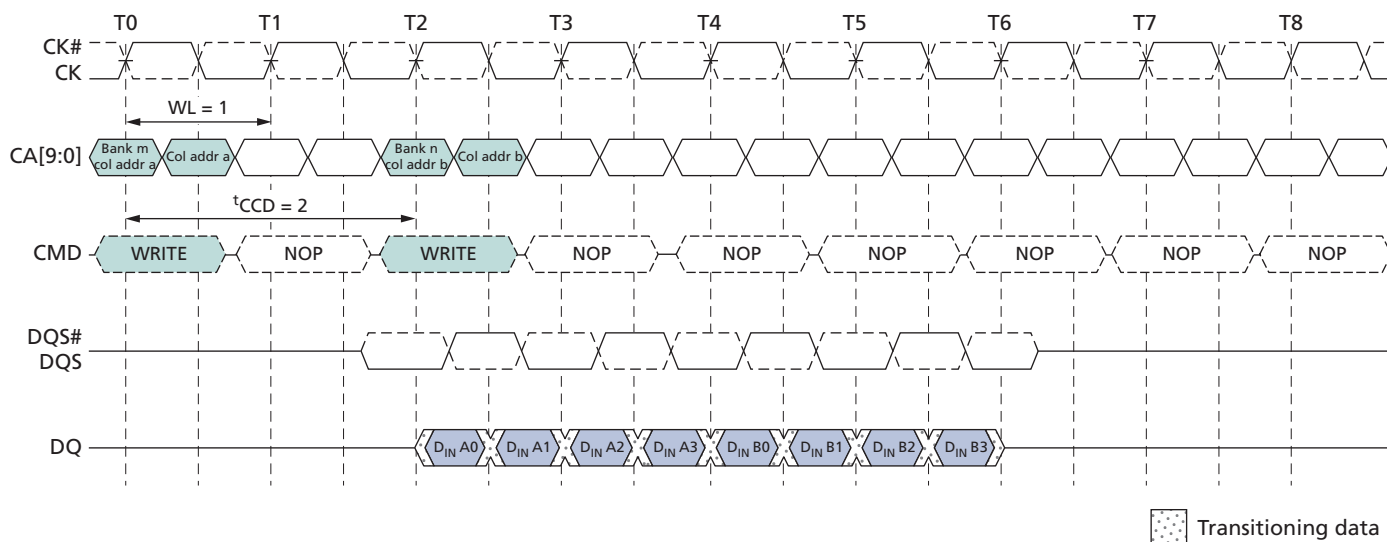 T0 T1 T2 T3 T4 T5 T6 T7 T8
CK#
CK
WL = 1
CA[9:0]
Bank m
col addr a
Col addr a
Bank n
col addr b
Col addr b
tCCD = 2
CMD WRITE NOP WRITE NOP NOP NOP NOP NOP NOP
DQS#
DQS
DQ DIN A0 DIN A1 DIN A2 DIN A3 DIN B0 DIN B1 DIN B2 DIN B3
Transitioning data